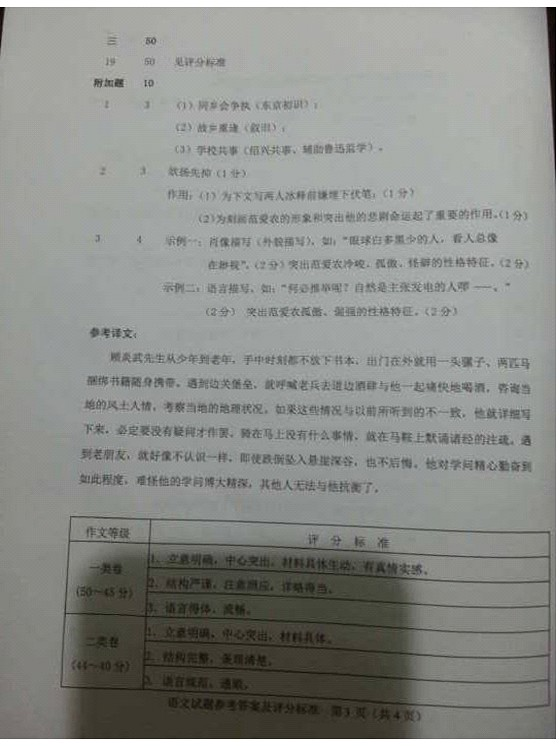 三 50
19 50 见评分标准
附加题 10
1 3 (1)同乡会争执(东京初识);
(2)故乡重逢(叙旧);
(3)学校共事(绍兴共事、辅助鲁迅监学)。
2 3 欲扬先抑(1分)
作用:(1)为下文写两人冰释前嫌埋下伏笔;(1分)
(2)为刻画范爱农的形象和突出他的悲剧命运起了重要的作用。(1分)
3 4 示例一:肖像描写(外貌描写)。如:“眼球白多黑少的人,看人总像
在渺视”。(2分)突出范爱农冷峻、孤傲、怪僻的性格特征。(2分)
示例二:语言描写。如:“何必推举呢?自然是主张发电的人啰——。”
(2分) 突出范爱农孤傲、倔强的性格特征。(2分)
参考译文:
顾炎武先生从少年到老年,手中时刻都不放下书本,出门在外就用一头骡子、两匹马
捆绑书籍随身携带。遇到边关堡垒,就呼喊老兵去道边酒肆与他一起痛快地喝酒,咨询当
地的风土人情,考察当地的地理状况,如果这些情况与以前所听到的不一致,他就详细写
下来,必定要没有疑问才作罢。骑在马上没有什么事情,就在马鞍上默诵诸经的注疏。遇
到老朋友,就好像不认识一样,即使跌倒坠入悬崖深谷,也不后悔。他对学问精心勤奋到
如此程度,难怪他的学问博大精深,其他人无法与他抗衡了。
作文等级 评 分 标 准
一类卷
(50~45分)
1、立意明确,中心突出,材料具体生动,有真情实感。
2、结构严谨,注意照应,详略得当。
3、语言得体、流畅。
二类卷
(44~40分)
1、立意明确,中心突出,材料具体。
2、结构完整,条理清楚。
3、语言规范、通顺。
语文试题参考答案及评分标准 第3页(共4页)